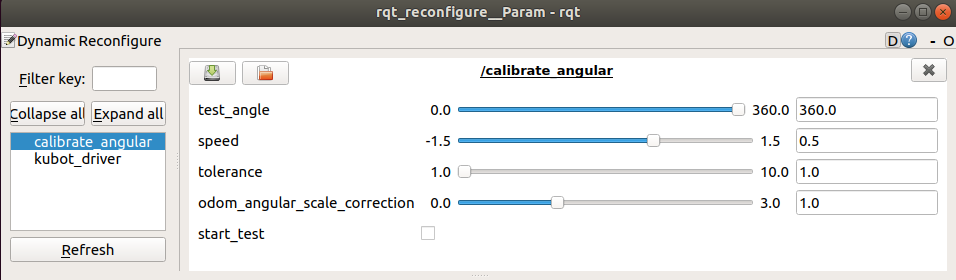 rqt_reconfigure__Param - rqt
Dynamic Reconfigure
D
- O
Filter key:
Collapse all
Expand all
calibrate_angular
kubot_driver
Refresh
/calibrate_angular
test_angle 0.0 360.0 360.0
speed -1.5 1.5 0.5
tolerance 1.0 10.0 1.0
odom_angular_scale_correction 0.0 3.0 1.0
start_test